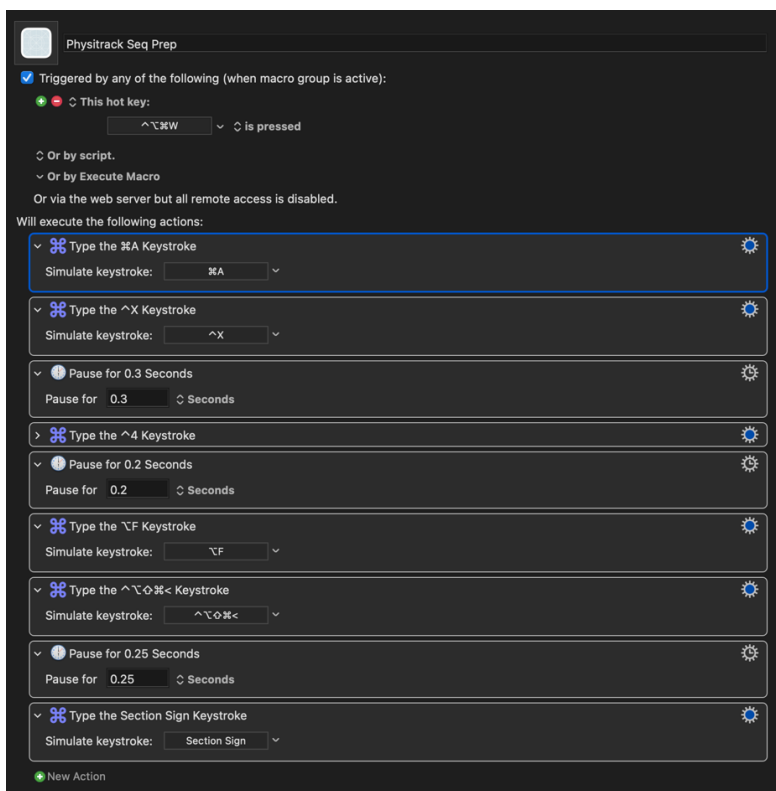 Physitrack Seq Prep
Triggered by any of the following (when macro group is active):
This hot key:
^⌥⌘W is pressed
Or by script.
Or by Execute Macro
Or via the web server but all remote access is disabled.
Will execute the following actions:
Type the ⌘A Keystroke
Simulate keystroke: ⌘A
Type the ^X Keystroke
Simulate keystroke: ^X
Pause for 0.3 Seconds
Pause for 0.3 Seconds
Type the ^4 Keystroke
Pause for 0.2 Seconds
Pause for 0.2 Seconds
Type the ⌥F Keystroke
Simulate keystroke: ⌥F
Type the ^⌥⇧⌘< Keystroke
Simulate keystroke: ^⌥⇧⌘<
Pause for 0.25 Seconds
Pause for 0.25 Seconds
Type the Section Sign Keystroke
Simulate keystroke: Section Sign
New Action